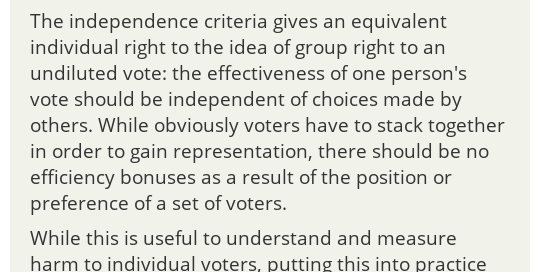 The independence criteria gives an equivalent
individual right to the idea of group right to an
undiluted vote: the effectiveness of one person's
vote should be independent of choices made by
others. While obviously voters have to stack together
in order to gain representation, there should be no
efficiency bonuses as a result of the position or
preference of a set of voters.
While this is useful to understand and measure
harm to individual voters, putting this into practice